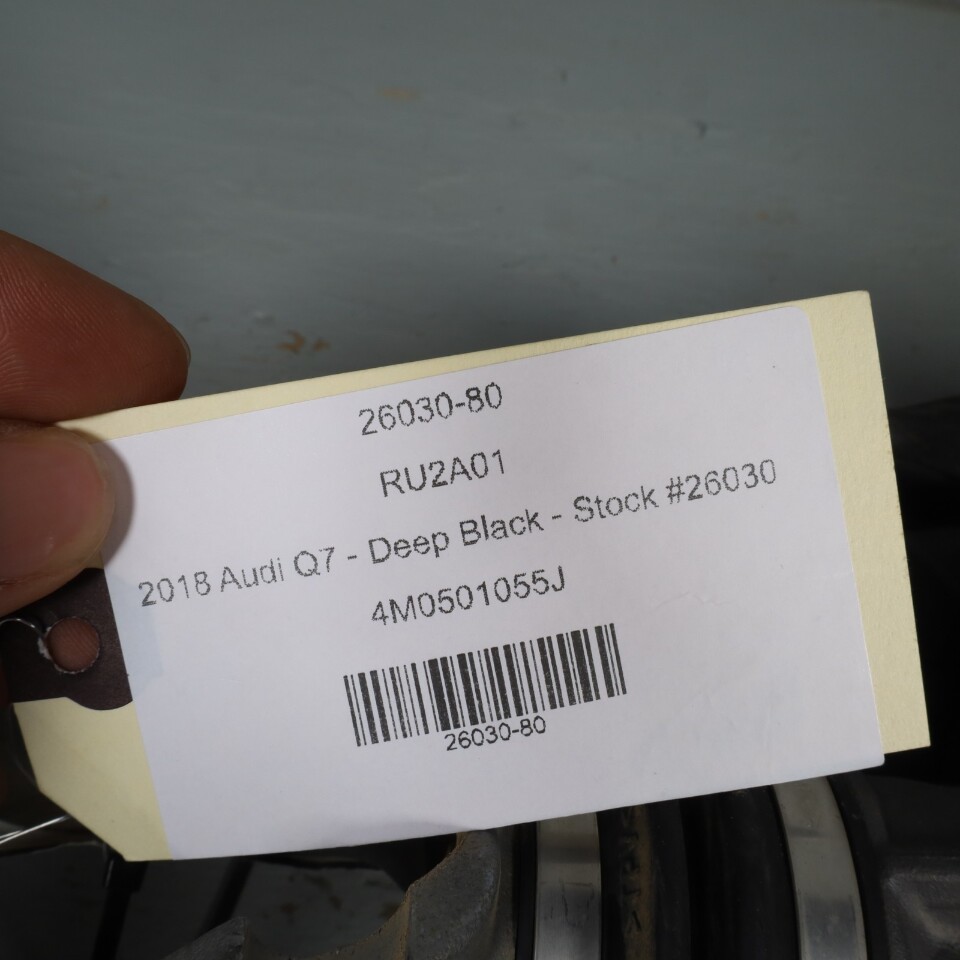 26030-80
RU2A01
2018 Audi Q7 - Deep Black - Stock #26030
4M0501055J
26030-80